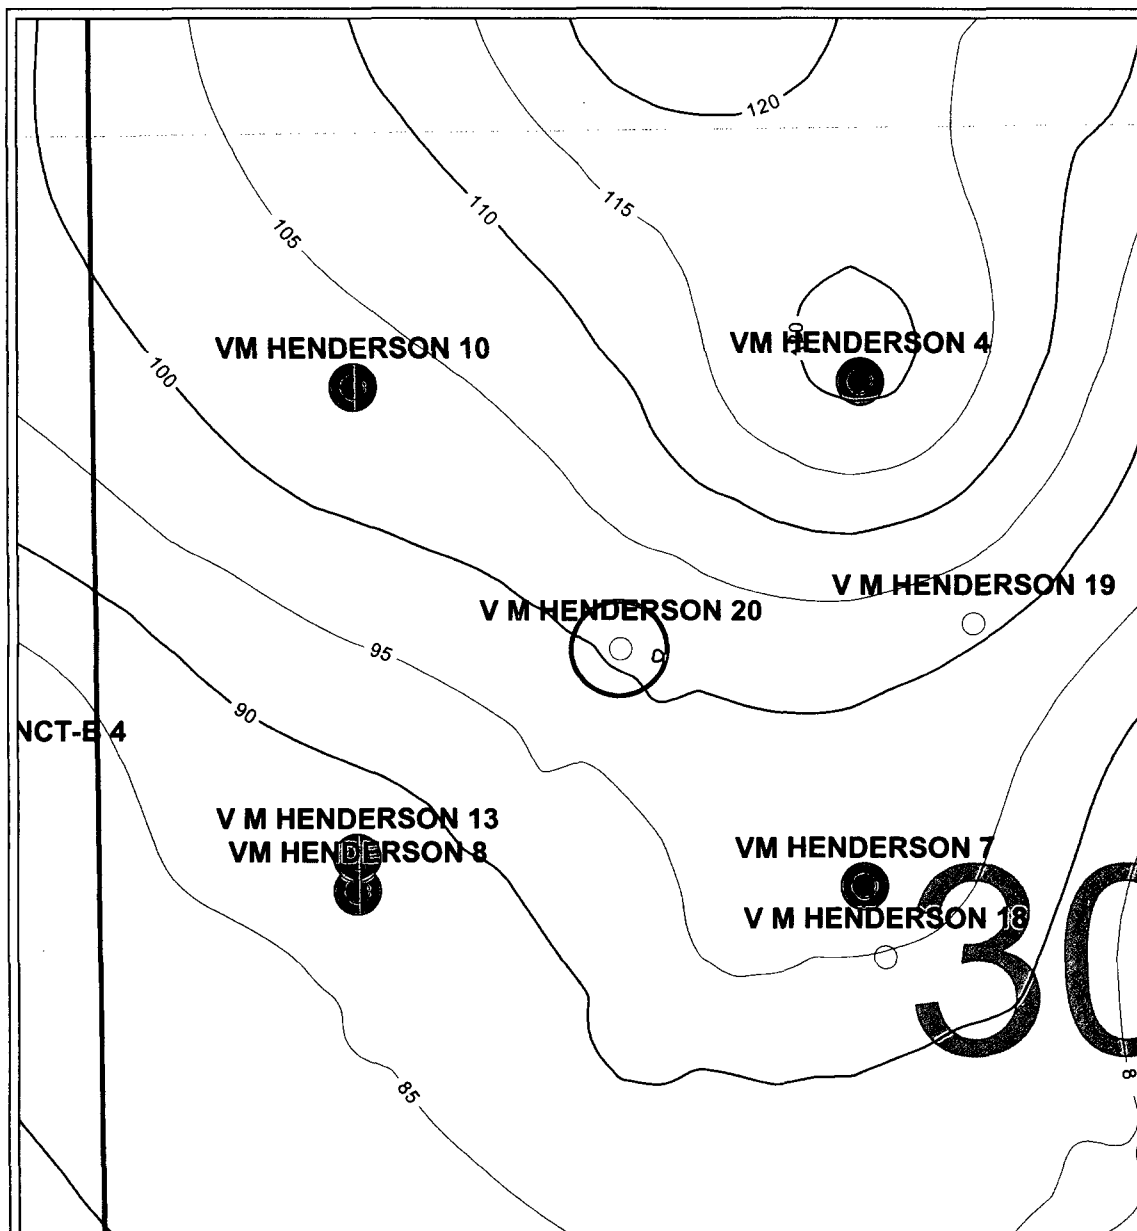 120
115
110
105
VM HENDERSON 10
VM HENDERSON 4
100
V M HENDERSON 19
V M HENDERSON 20
95
90
NCT-B 4
V M HENDERSON 13
VM HENDERSON 8
VM HENDERSON 7
V M HENDERSON 18
30
85